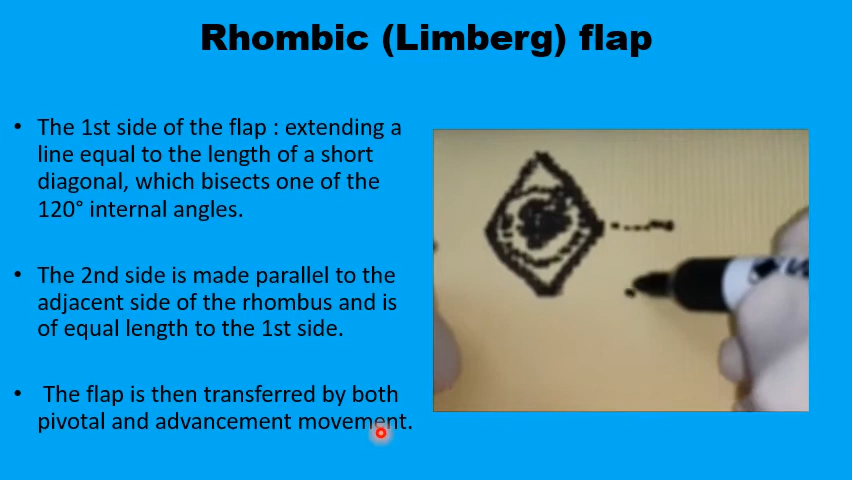 Rhombic (Limberg) flap
• The 1st side of the flap : extending a
line equal to the length of a short
diagonal, which bisects one of the
120° internal angles.
• The 2nd side is made parallel to the
adjacent side of the rhombus and is
of equal length to the 1st side.
• The flap is then transferred by both
pivotal and advancement movement.